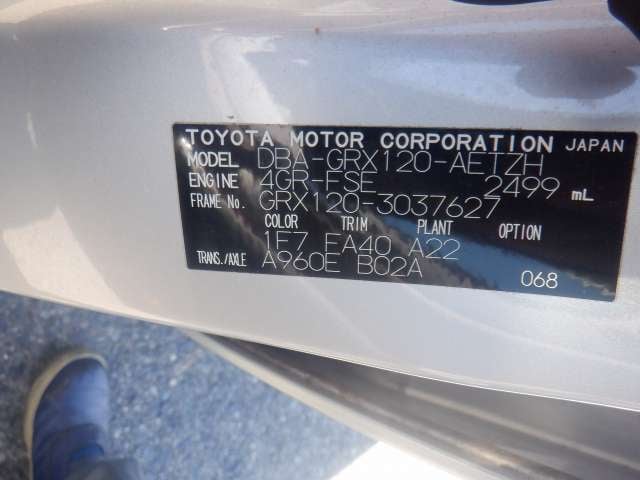 TOYOTA MOTOR CORPORATION JAPAN
MODEL DBA-GRX120-AETZH
ENGINE 4GR-FSE 2499 mL
FRAME No. GRX120-3037627
COLOR TRIM PLANT OPTION
1F7 FA40 A22
TRANS./AXLE A960E B02A
068